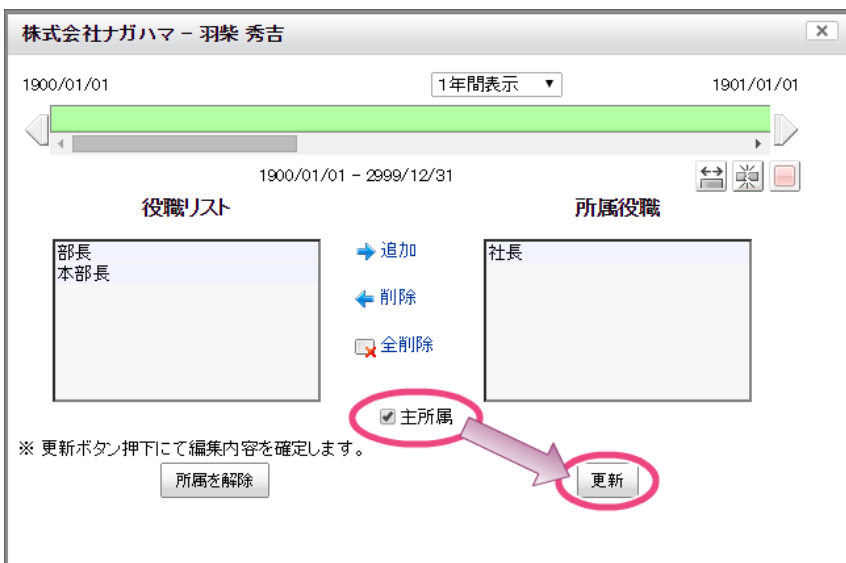 株式会社ナガハマ - 羽柴 秀吉
1900/01/01 1年間表示 1901/01/01
1900/01/01 - 2999/12/31
役職リスト 所属役職
部長 追加 社長
本部長
削除
全削除
主所属
※ 更新ボタン押下にて編集内容を確定します。
所属を解除 更新